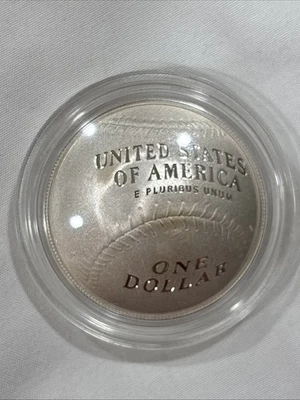 UNITED STATES
OF AMERICA
E PLURIBUS UNUM
ONE
DOLLAR